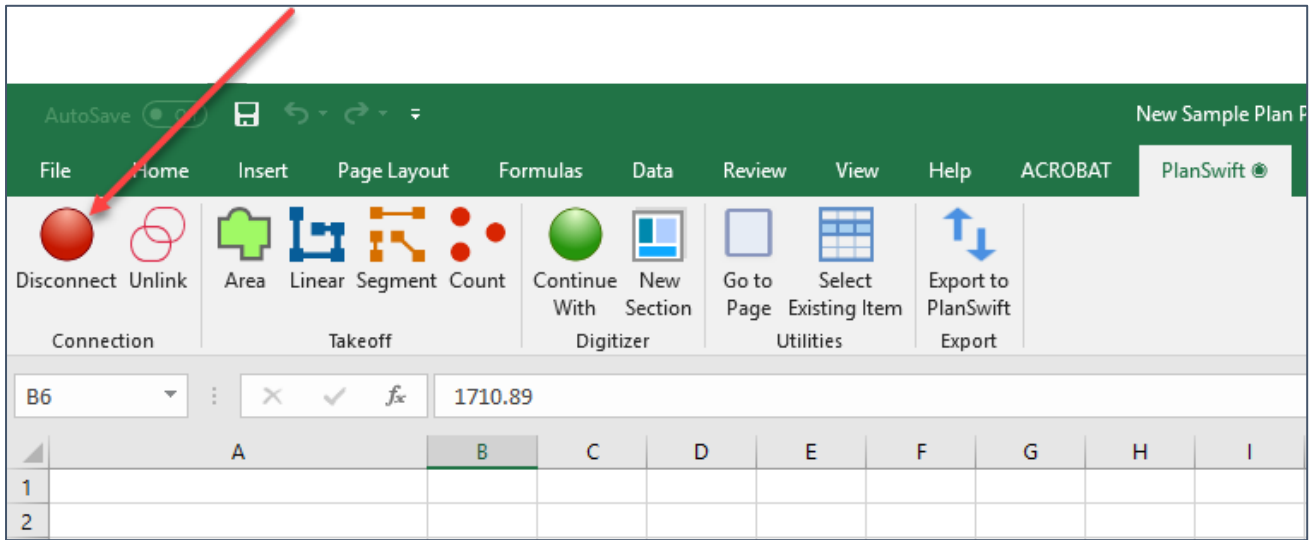 AutoSave On
New Sample Plan
File Home Insert Page Layout Formulas Data Review View Help ACROBAT PlanSwift
Disconnect Unlink Area Linear Segment Count Continue With New Section Go to Page Select Existing Item Export to PlanSwift
Connection Takeoff Digitizer Utilities Export
B6 fx 1710.89
A B C D E F G H I
1
2